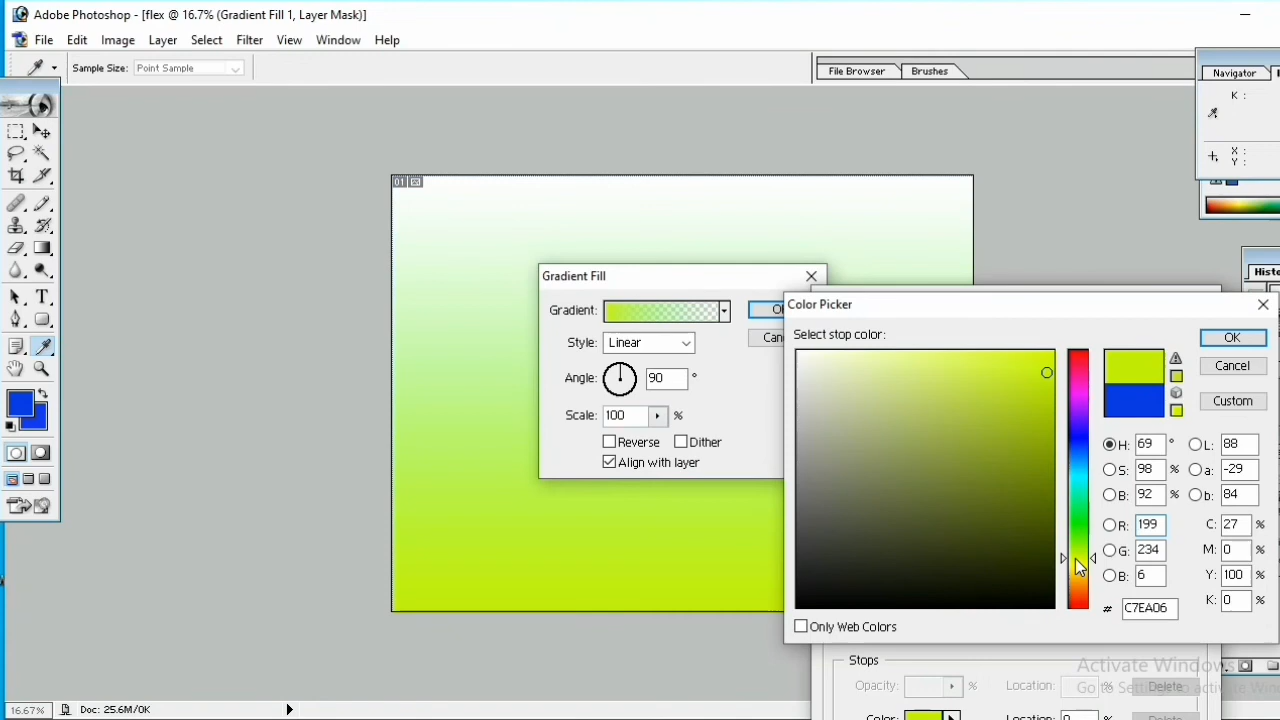 Adobe Photoshop - [flex @ 16.7% (Gradient Fill 1, Layer Mask)]
File Edit Image Layer Select Filter View Window Help
Sample Size: Point Sample
File Browser Brushes
Navigator
K :
X :
Y :
01
Gradient Fill
Gradient:
Style: Linear
Angle: 90 °
Scale: 100 %
Reverse Dither
Align with layer
Color Picker
Select stop color:
OK
Cancel
Custom
H: 69 ° L: 88
S: 98 % a: -29
B: 92 % b: 84
R: 199 C: 27 %
G: 234 M: 0 %
B: 6 Y: 100 %
# C7EA06 K: 0 %
Only Web Colors
Stops
Opacity: % Location: % Delete
Color: Location: 0
Activate Windows
16.67% Doc: 25.6M/0K